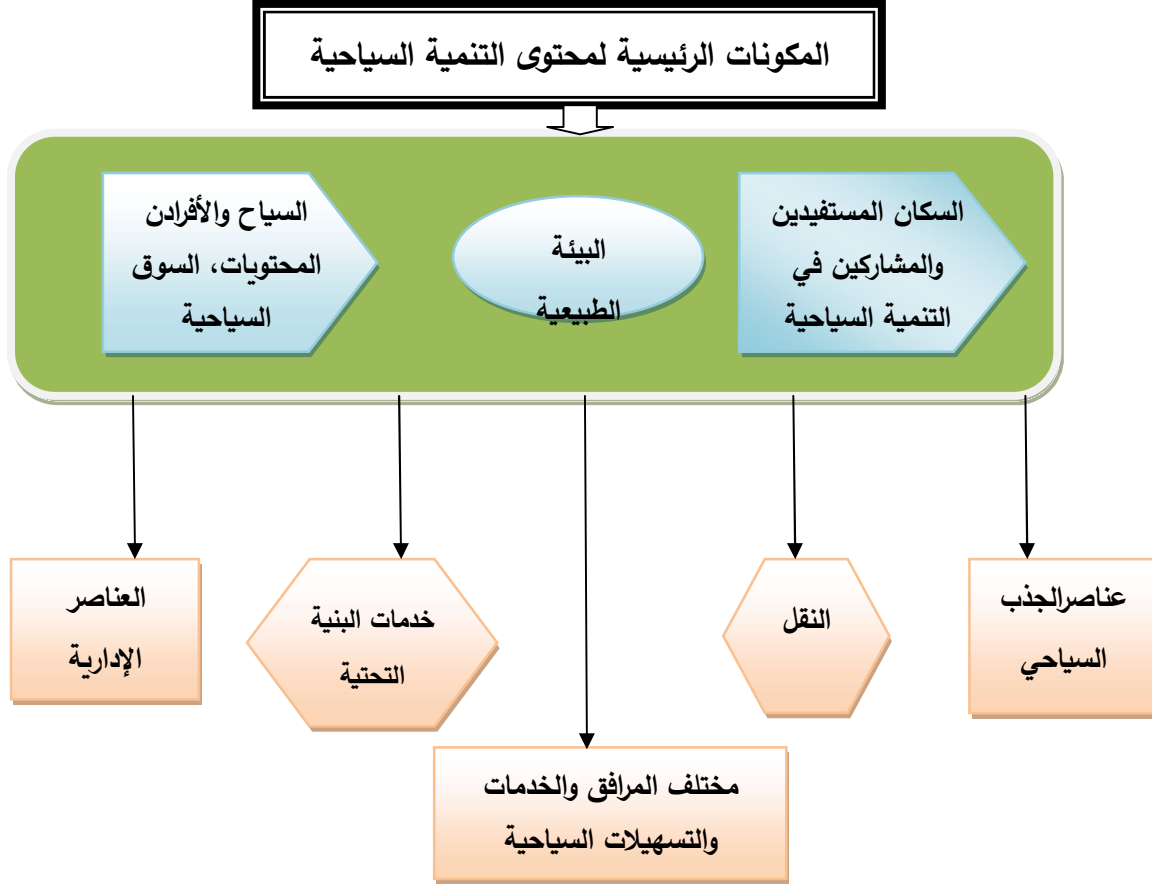 المكونات الرئيسية لمحتوى التنمية السياحية
السكان المستفيدين
والمشاركين في
التنمية السياحية
البيئة
الطبيعية
السياح والأفرادن
المحتويات، السوق
السياحية
عناصرالجذب
السياحي
النقل
خدمات البنية
التحتية
العناصر
الإدارية
مختلف المرافق والخدمات
والتسهيلات السياحية